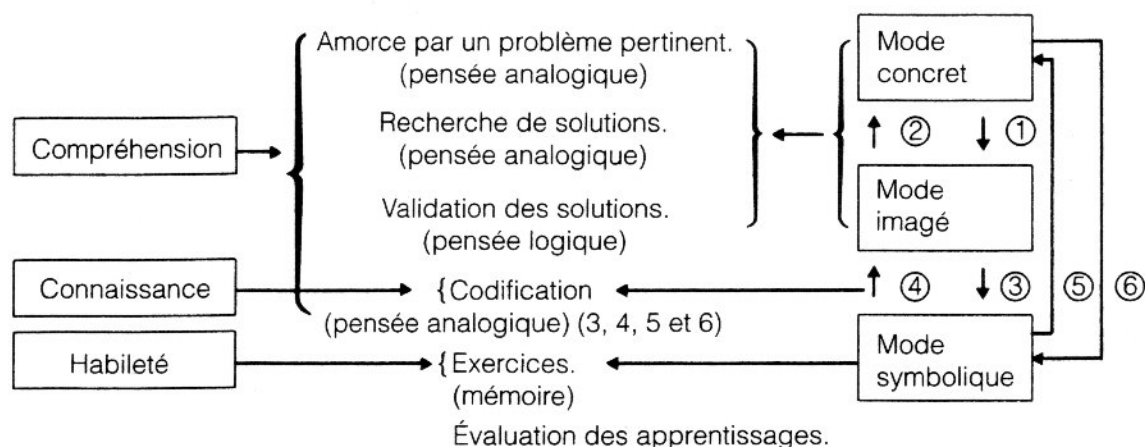 Amorce par un problème pertinent.
(pensée analogique)
Recherche de solutions.
(pensée analogique)
Validation des solutions.
(pensée logique)
Compréhension
Connaissance
Habileté
{Codification
(pensée analogique) (3, 4, 5 et 6)
{Exercices.
(mémoire)
Évaluation des apprentissages.
Mode
concret
② ①
Mode
imagé
④ ③ ⑤ ⑥
Mode
symbolique